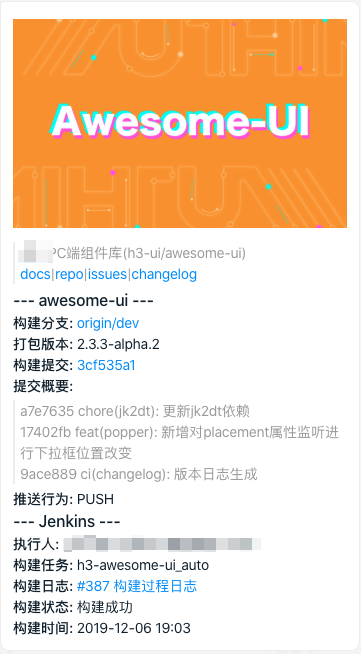 Awesome-UI
PC端组件库(h3-ui/awesome-ui)
docs|repo|issues|changelog
--- awesome-ui ---
构建分支: origin/dev
打包版本: 2.3.3-alpha.2
构建提交: 3cf535a1
提交概要:
a7e7635 chore(jk2dt): 更新jk2dt依赖
17402fb feat(popper): 新增对placement属性监听进
行下拉框位置改变
9ace889 ci(changelog): 版本日志生成
推送行为: PUSH
--- Jenkins ---
执行人:
构建任务: h3-awesome-ui_auto
构建日志: #387 构建过程日志
构建状态: 构建成功
构建时间: 2019-12-06 19:03